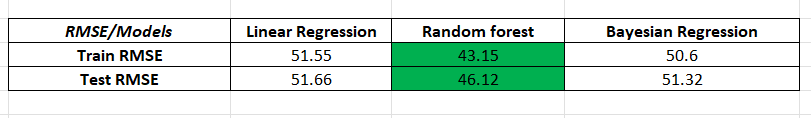 RMSE/Models Linear Regression Random forest Bayesian Regression
Train RMSE 51.55 43.15 50.6
Test RMSE 51.66 46.12 51.32